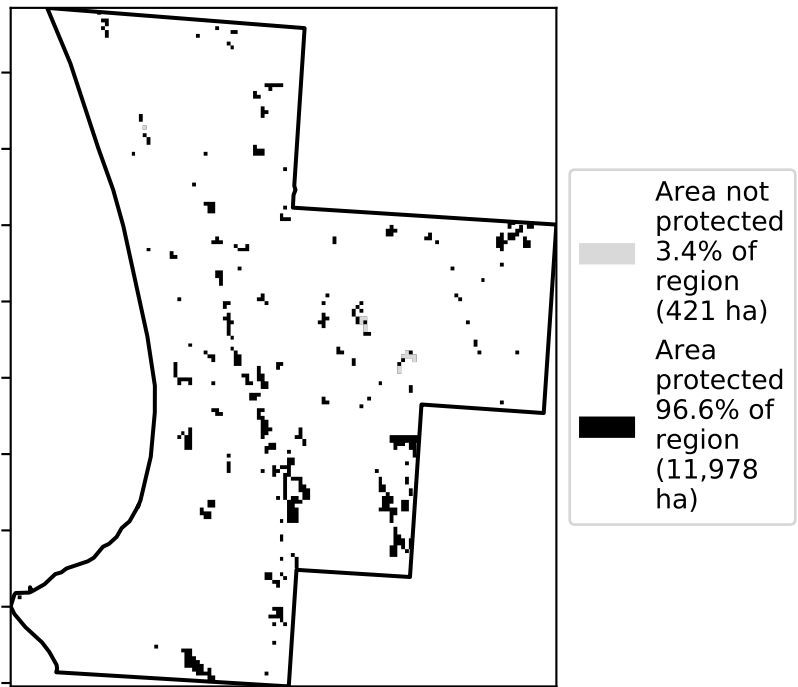 Area not
protected
3.4% of
region
(421 ha)
Area
protected
96.6% of
region
(11,978
ha)